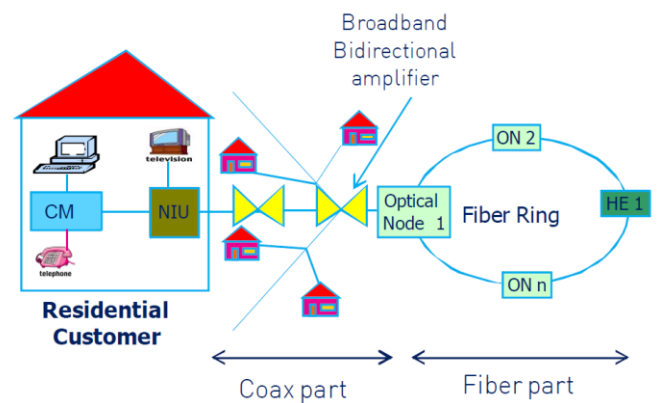 Broadband
Bidirectional
amplifier
television
CM
NIU
telephone
Optical
Node 1
ON 2
Fiber Ring
HE 1
ON n
Residential
Customer
Coax part
Fiber part